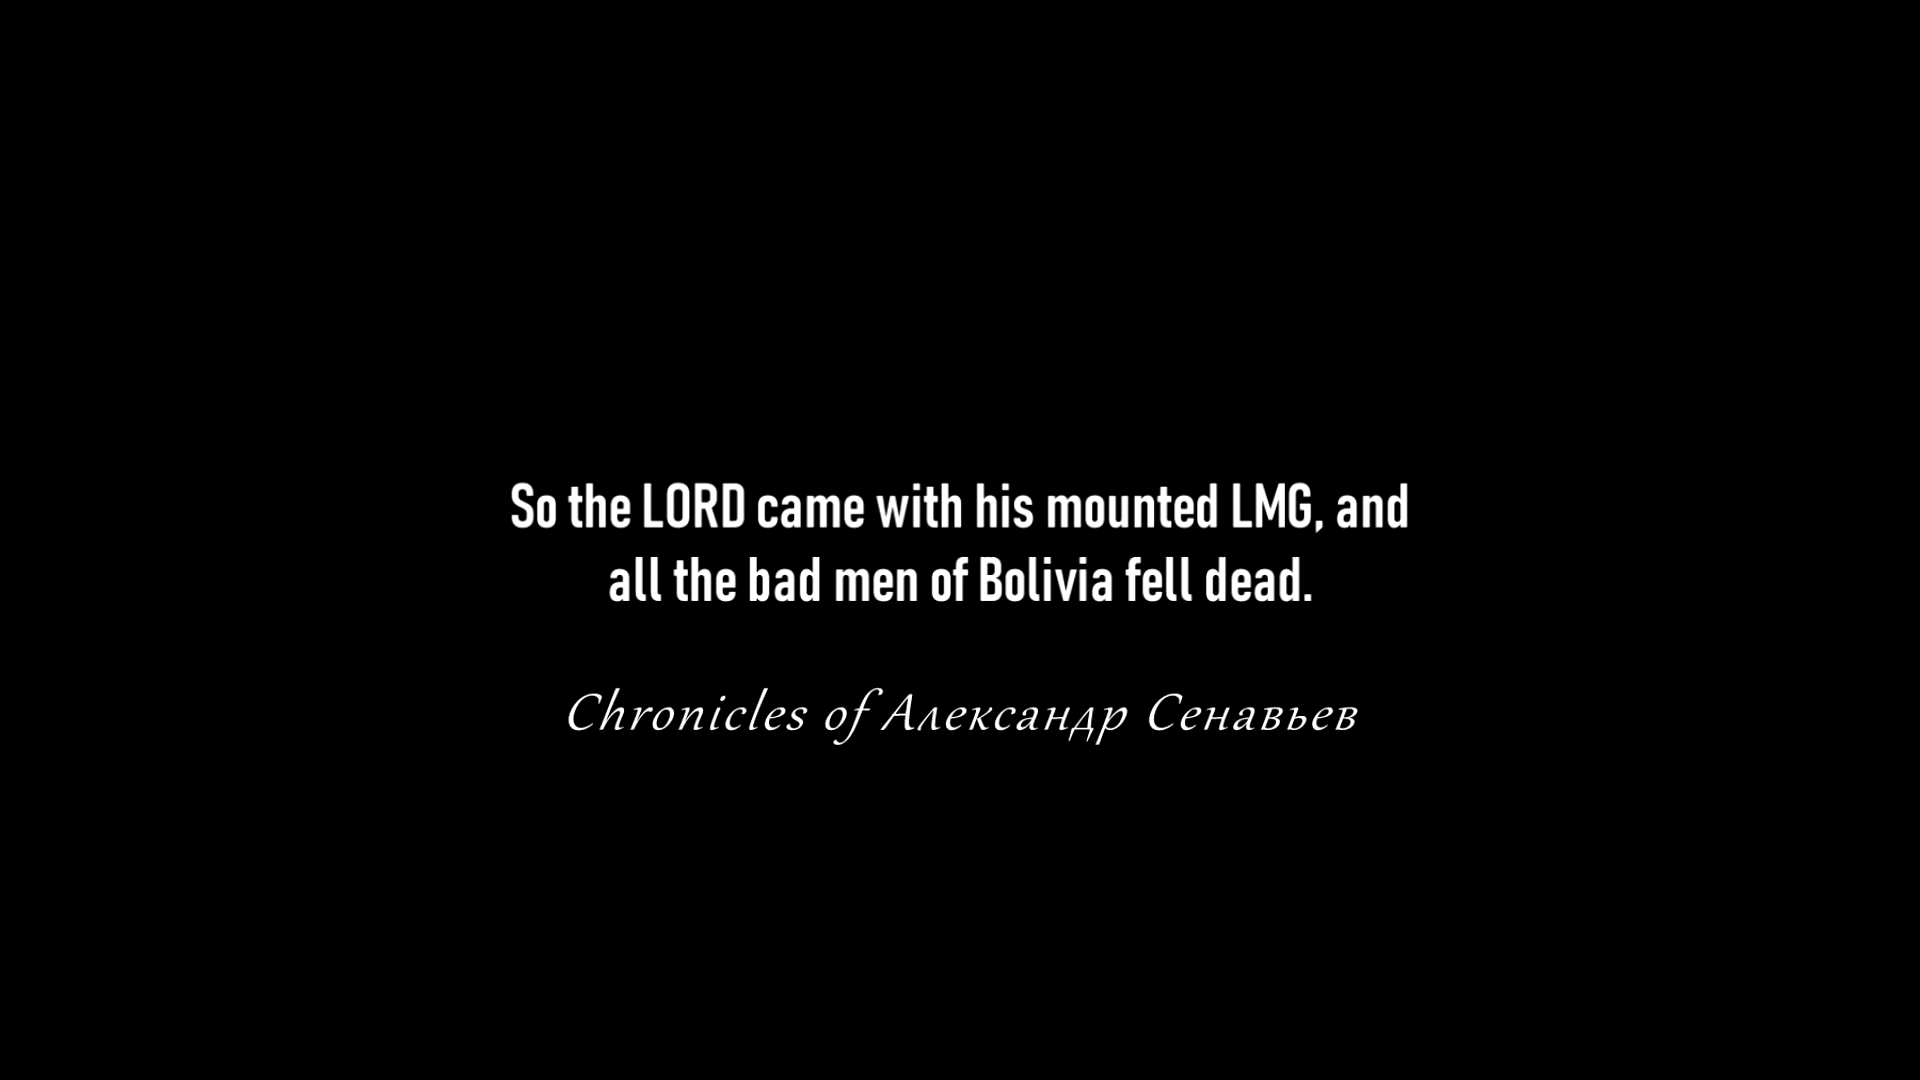 So the LORD came with his mounted LMG, and
all the bad men of Bolivia fell dead.
Chronicles of Александр Сенавьев